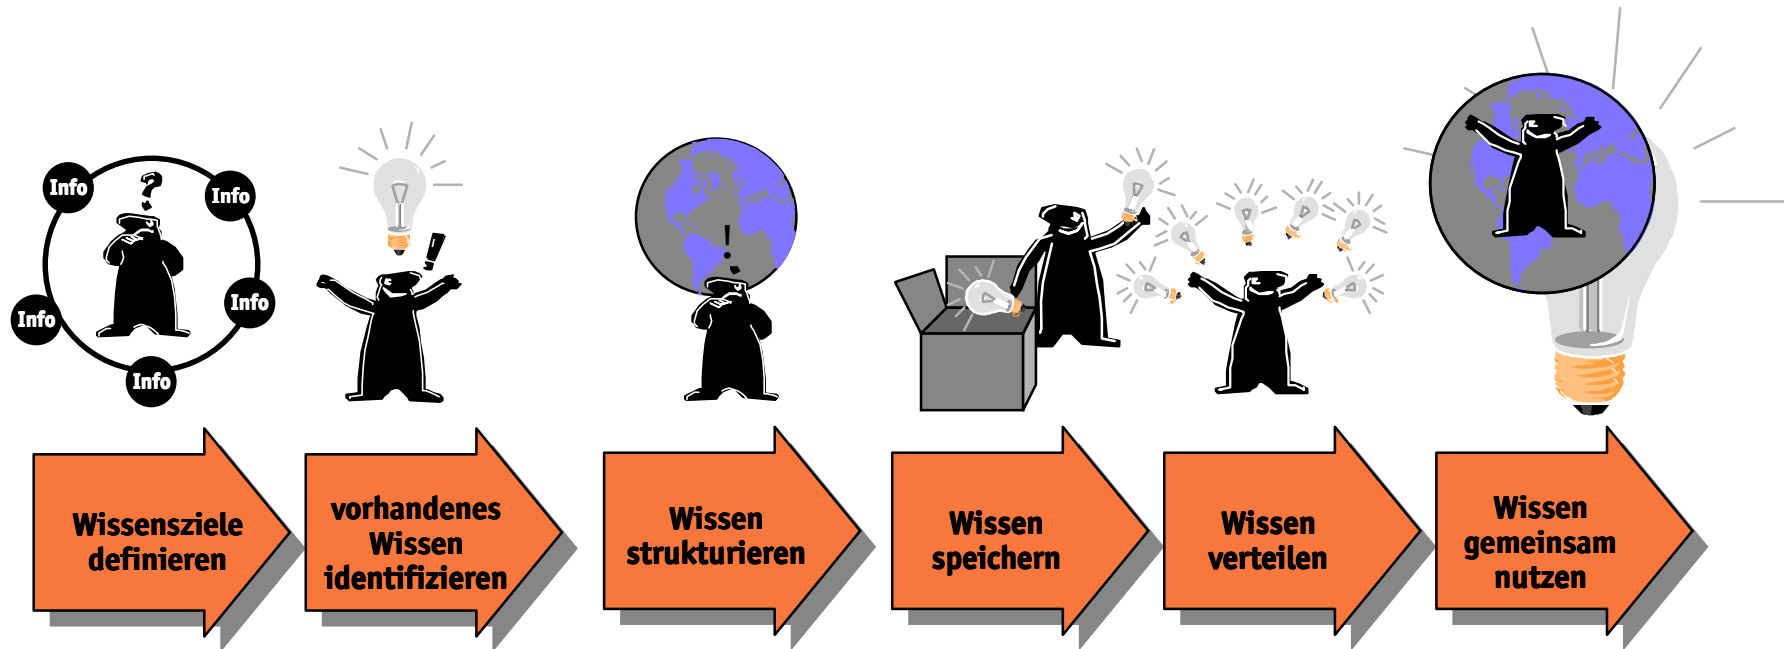 Info
Info
Info
Info
Info
?
!
!
Wissensziele
definieren
vorhandenes
Wissen
identifizieren
Wissen
strukturieren
Wissen
speichern
Wissen
verteilen
Wissen
gemeinsam
nutzen